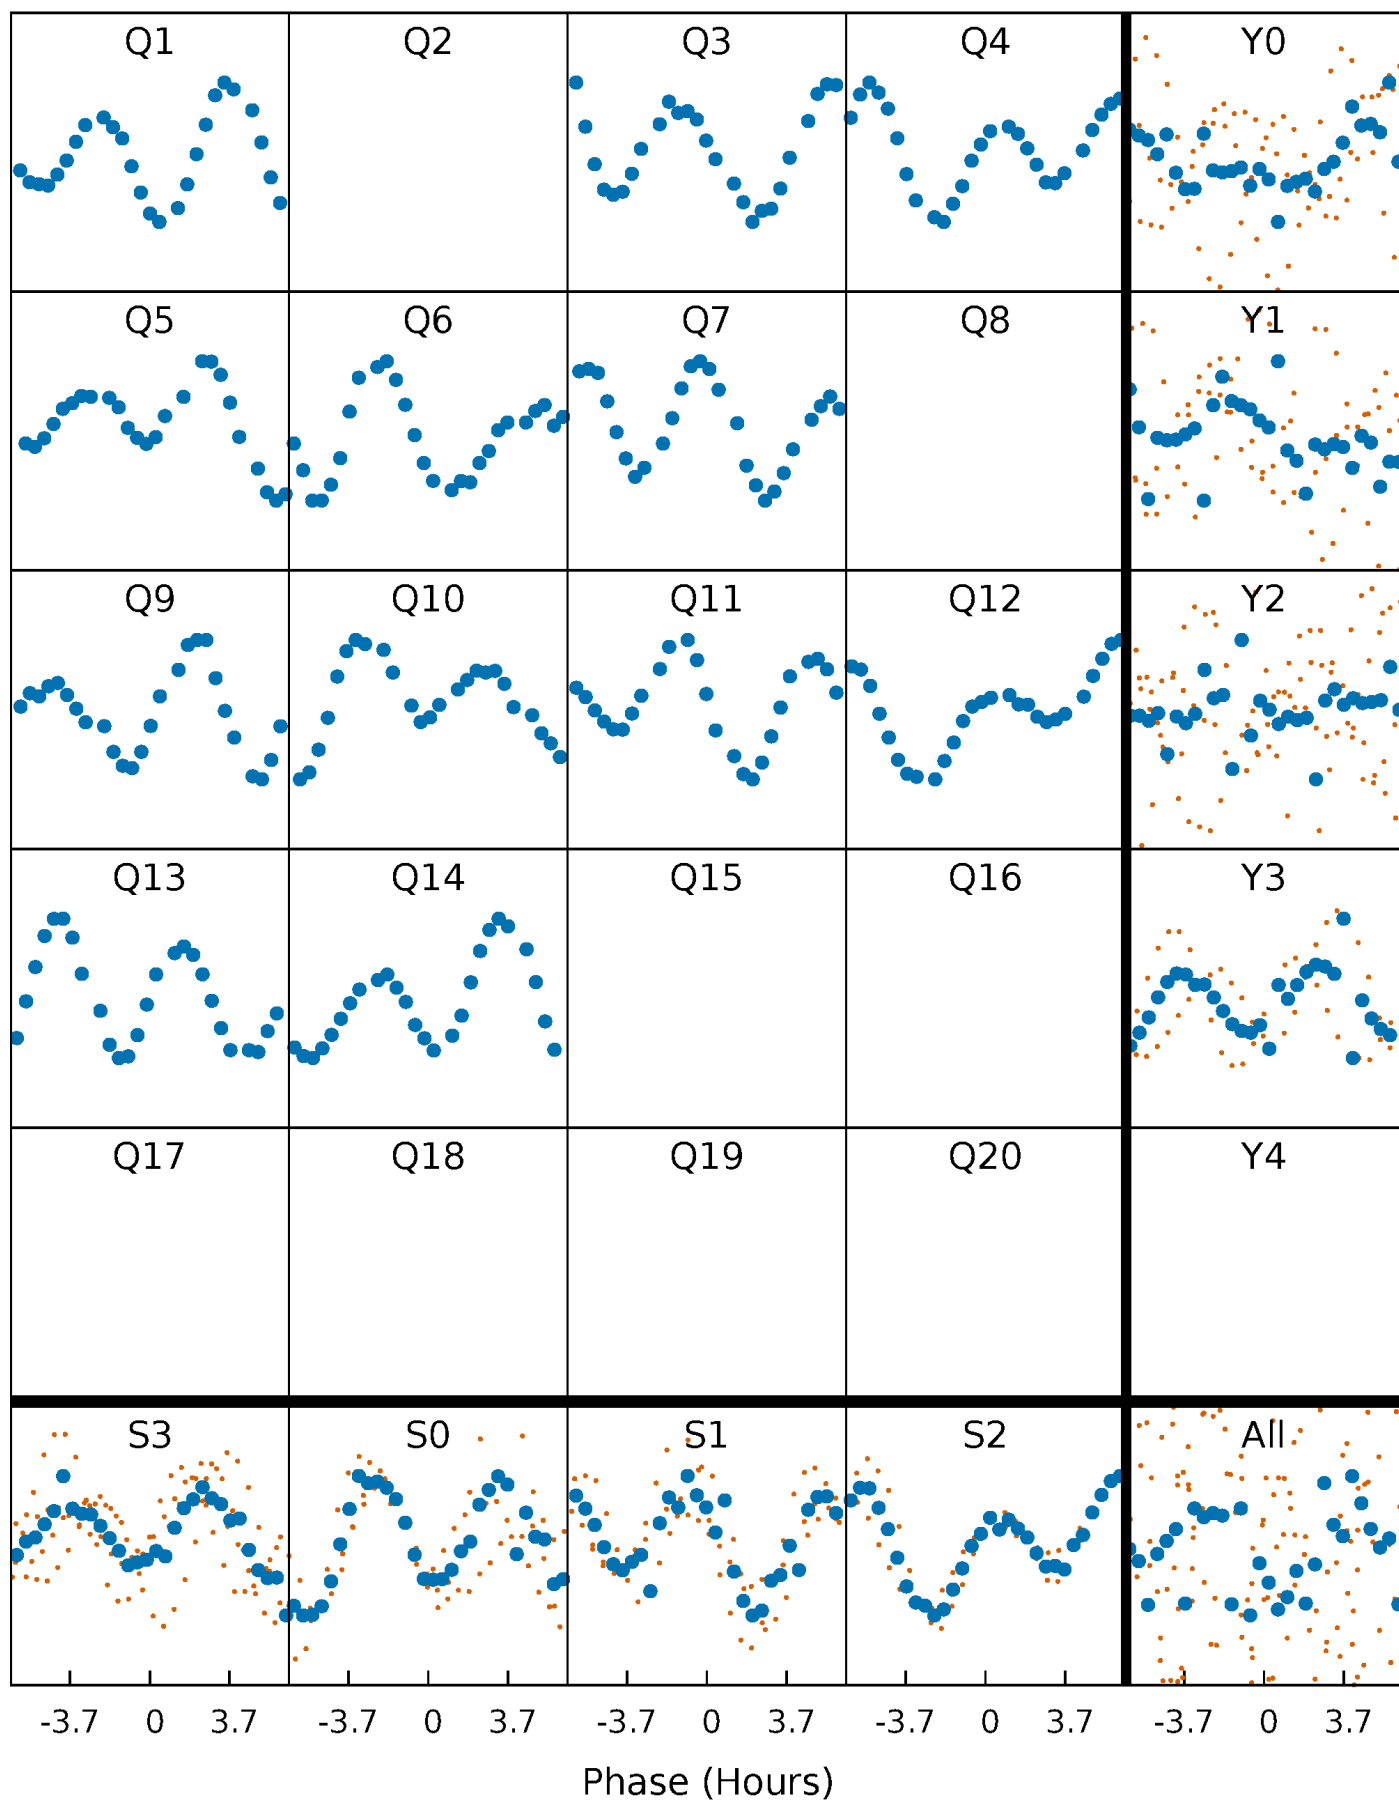 Q1 Q2 Q3 Q4 Y0
Q5 Q6 Q7 Q8 Y1
Q9 Q10 Q11 Q12 Y2
Q13 Q14 Q15 Q16 Y3
Q17 Q18 Q19 Q20 Y4
S3 S0 S1 S2 All
-3.7 0 3.7 -3.7 0 3.7 -3.7 0 3.7 -3.7 0 3.7 -3.7 0 3.7
Phase (Hours)